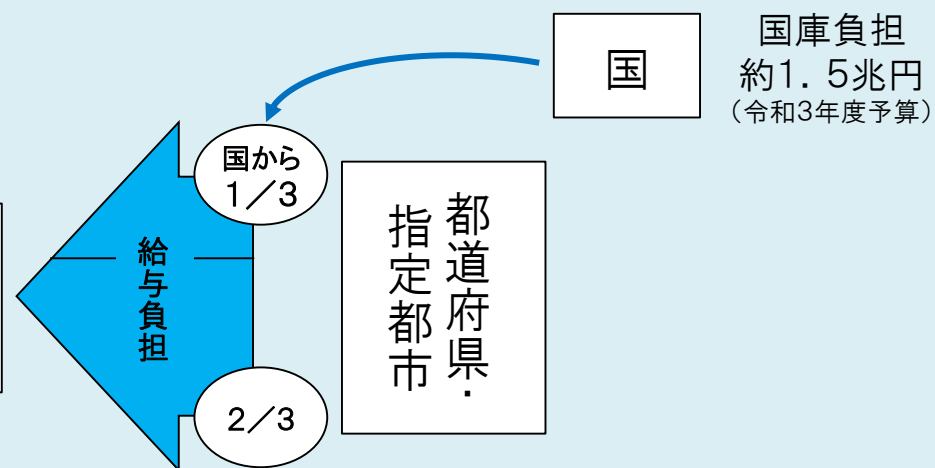 国
国庫負担
約1．5兆円
（令和3年度予算）
国から
1／3
都道府県・
指定都市
給与負担
2／3